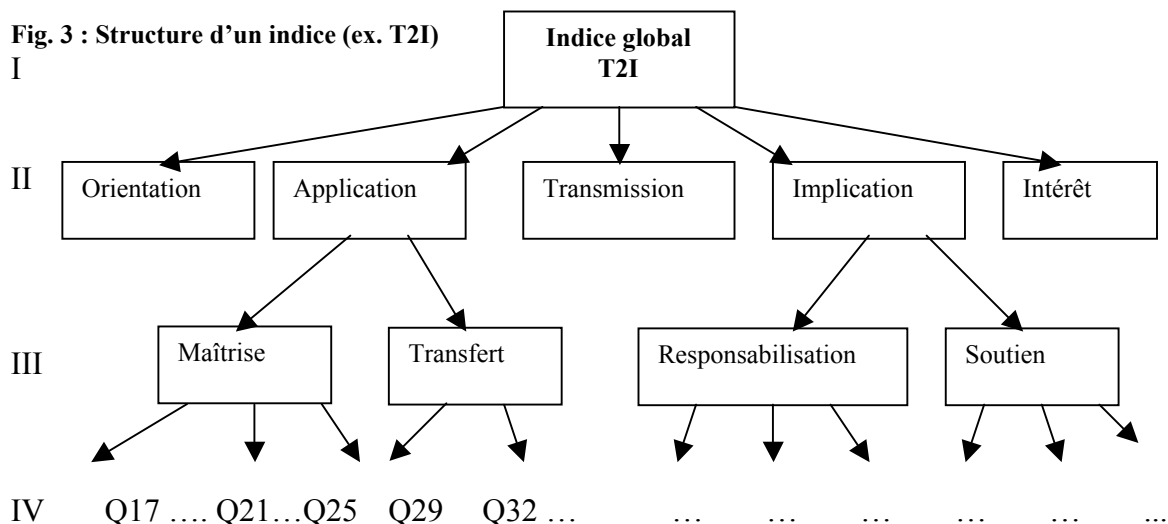 Fig. 3 : Structure d'un indice (ex. T2I)
Indice global
T2I
I
II
Orientation
Application
Transmission
Implication
Intérêt
III
Maîtrise
Transfert
Responsabilisation
Soutien
IV Q17 …. Q21…Q25 Q29 Q32 … … … … … … ...